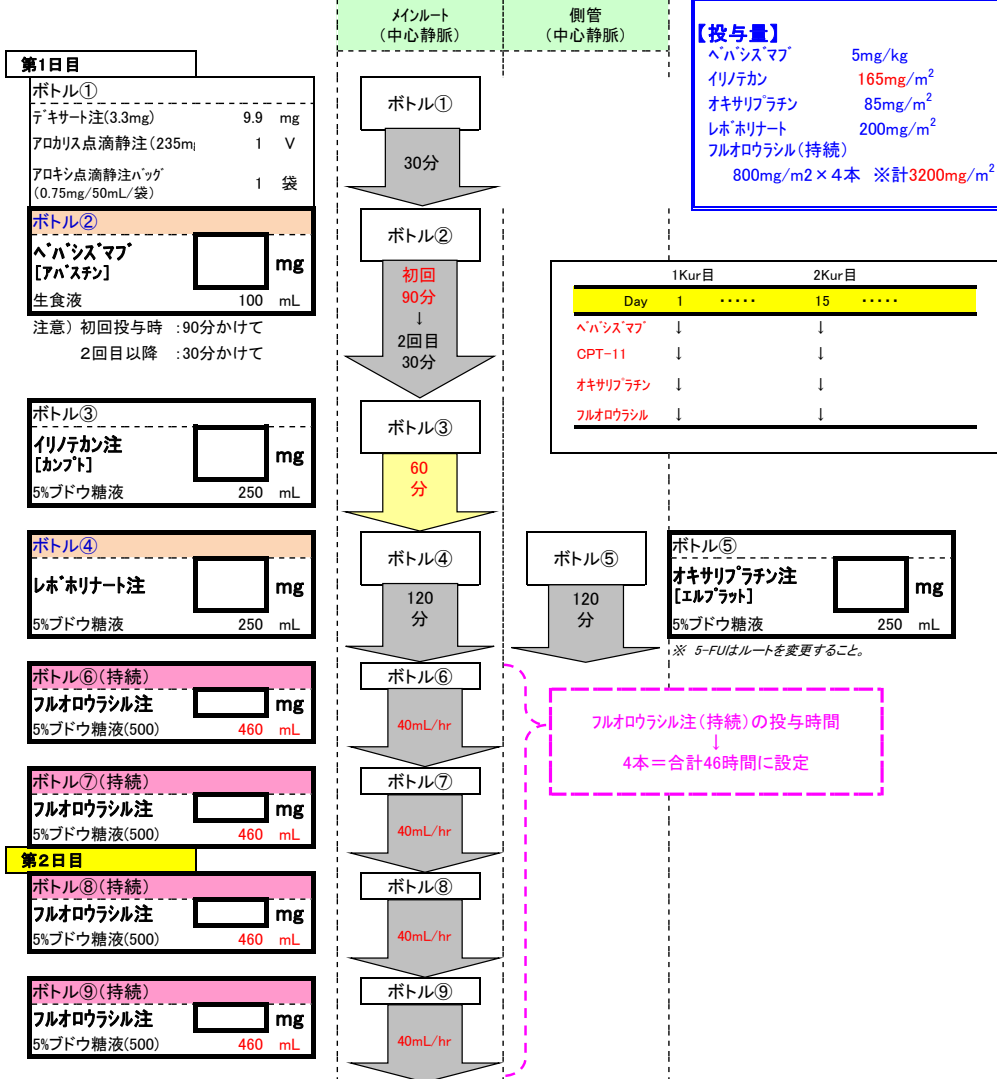 メインルート
（中心静脈）
側管
（中心静脈）
【投与量】
ベバシズマブ 5mg/kg
イリノテカン 165mg/m²
オキサリプラチン 85mg/m²
レボホリナート 200mg/m²
フルオロウラシル（持続）
800mg/m2×４本 ※計3200mg/m²
第1日目
ボトル①
デキサート注(3.3mg) 9.9 mg
アロカリス点滴静注（235m 1 V
アロキシ点滴静注バッグ
(0.75mg/50mL/袋) 1 袋
ボトル①
30分
ボトル②
ベバシズマブ
[アバスチン]
mg
生食液 100 mL
注意） 初回投与時 ：90分かけて
２回目以降 ：30分かけて
ボトル②
初回
90分
↓
2回目
30分
1Kur目 2Kur目
Day 1 ・・・・・ 15 ・・・・・
ベバシズマブ ↓ ↓
CPT-11 ↓ ↓
オキサリプラチン ↓ ↓
フルオロウラシル ↓ ↓
ボトル③
イリノテカン注
[カンプト]
mg
5%ブドウ糖液 250 mL
ボトル③
60
分
ボトル④
レボホリナート注 mg
5%ブドウ糖液 250 mL
ボトル④
120
分
ボトル⑤
120
分
ボトル⑤
オキサリプラチン注
[エルプラット]
mg
5%ブドウ糖液 250 mL
※ 5-FUはルートを変更すること。
ボトル⑥(持続)
フルオロウラシル注 mg
5%ブドウ糖液(500) 460 mL
ボトル⑥
40mL/hr
フルオロウラシル注（持続）の投与時間
↓
4本＝合計46時間に設定
ボトル⑦(持続)
フルオロウラシル注 mg
5%ブドウ糖液(500) 460 mL
ボトル⑦
40mL/hr
第２日目
ボトル⑧(持続)
フルオロウラシル注 mg
5%ブドウ糖液(500) 460 mL
ボトル⑧
40mL/hr
ボトル⑨(持続)
フルオロウラシル注 mg
5%ブドウ糖液(500) 460 mL
ボトル⑨
40mL/hr